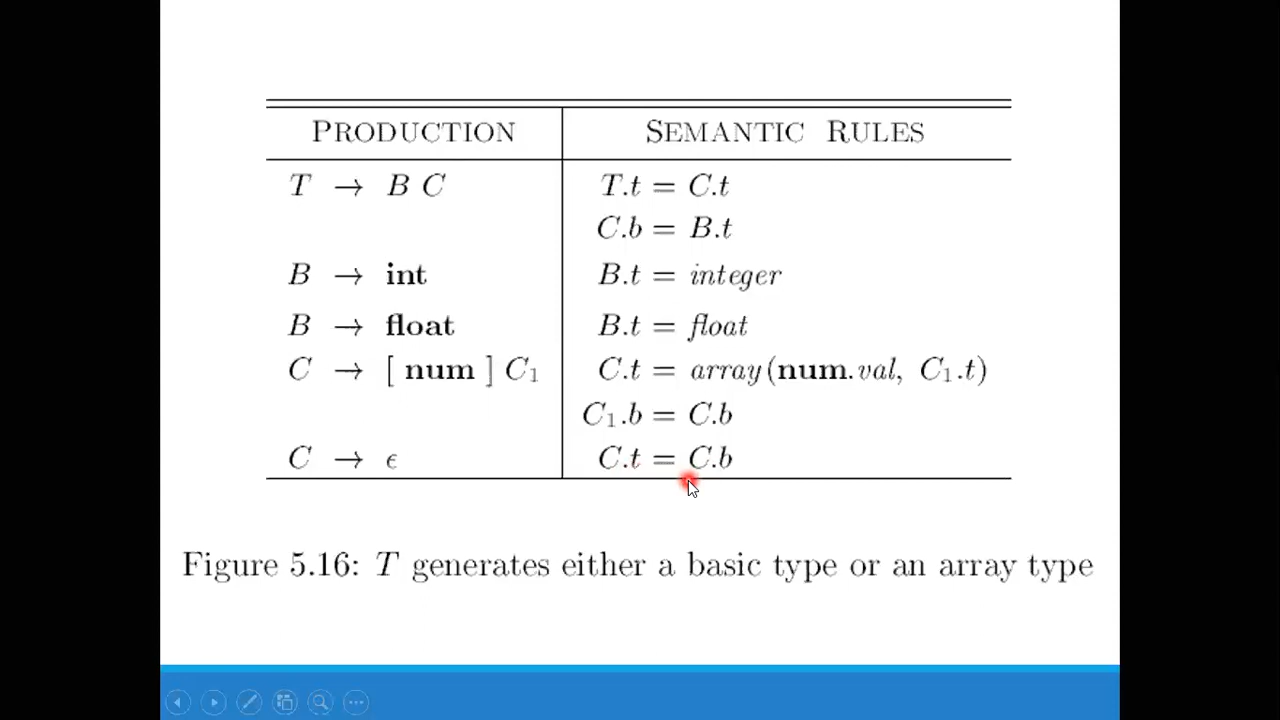 PRODUCTION SEMANTIC RULES
T → B C T.t = C.t
C.b = B.t
B → int B.t = integer
B → float B.t = float
C → [ num ] C₁ C.t = array(num.val, C₁.t)
C₁.b = C.b
C → ϵ C.t = C.b
Figure 5.16: T generates either a basic type or an array type